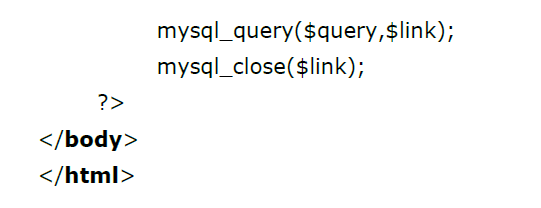 mysql_query($query,$link);
mysql_close($link);
?>
</body>
</html>